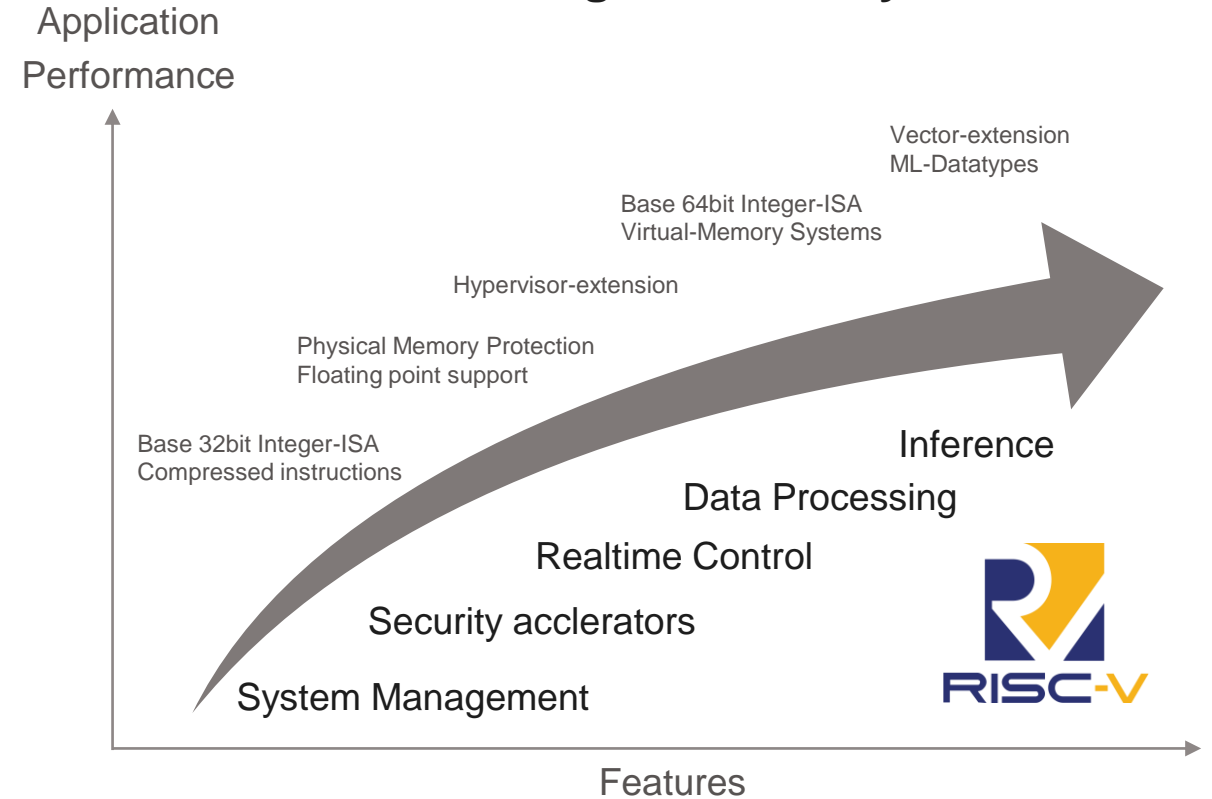 Application
Performance
Vector-extension
ML-Datatypes
Base 64bit Integer-ISA
Virtual-Memory Systems
Hypervisor-extension
Physical Memory Protection
Floating point support
Base 32bit Integer-ISA
Compressed instructions
Inference
Data Processing
Realtime Control
Security acclerators
System Management
RISC-V
Features